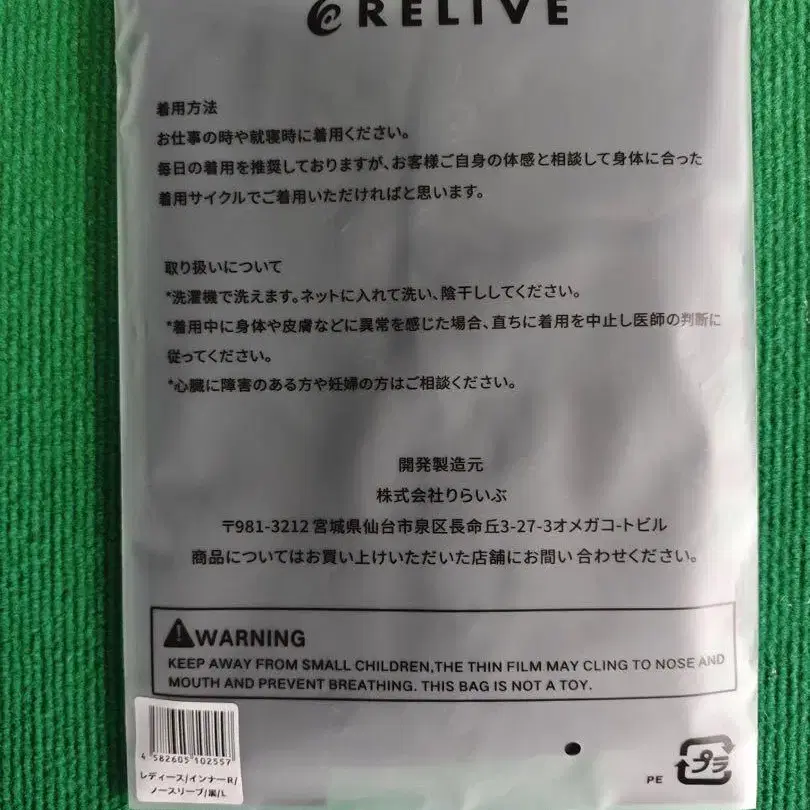 RELIVE
着用方法
お仕事の時や就寝時に着用ください。
毎日の着用を推奨しておりますが、お客様ご自身の体感と相談して身体に合った
着用サイクルでご着用いただければと思います。
取り扱いについて
*洗濯機で洗えます。ネットに入れて洗い、陰干ししてください。
*着用中に身体や皮膚などに異常を感じた場合、直ちに着用を中止し医師の判断に
従ってください。
*心臓に障害のある方や妊婦の方はご相談ください。
開発製造元
株式会社りらいぶ
〒981-3212 宮城県仙台市泉区長命丘3-27-3オメガコ-トビル
商品についてはお買い上げいただいた店舗にお問い 合わせください。
WARNING
KEEP AWAY FROM SMALL CHILDREN,THE THIN FILM MAY CLING TO NOSE AND
MOUTH AND PREVENT BREATHING. THIS BAG IS NOT A TOY.
4 582605 102557
レディース/インナーR/
ノースリーブ/黒/L
PE
プラ